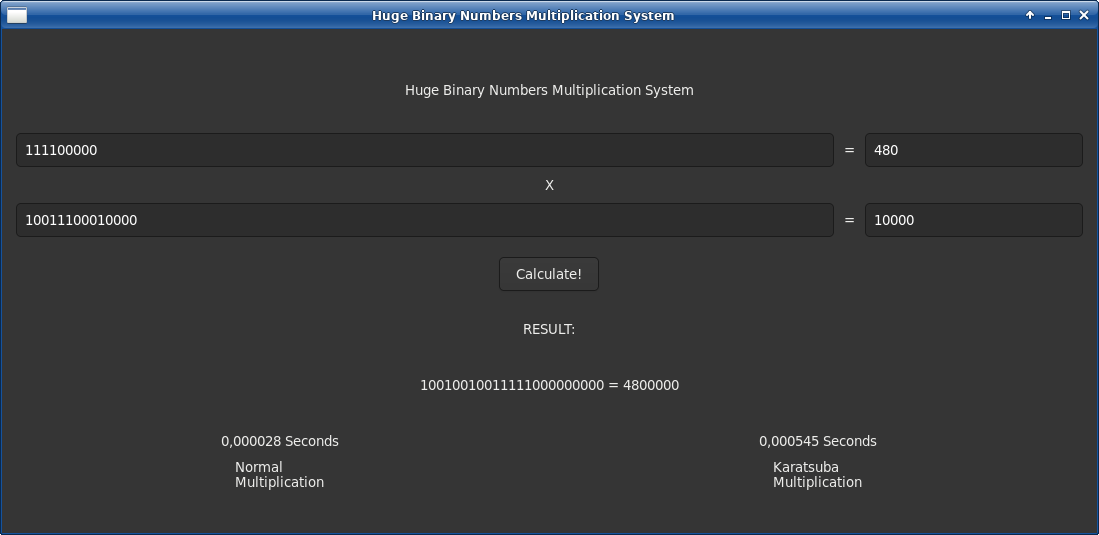 Huge Binary Numbers Multiplication System
Huge Binary Numbers Multiplication System
111100000 = 480
X
10011100010000 = 10000
Calculate!
RESULT:
10010010011111000000000 = 4800000
0,000028 Seconds 0,000545 Seconds
Normal Karatsuba
Multiplication Multiplication